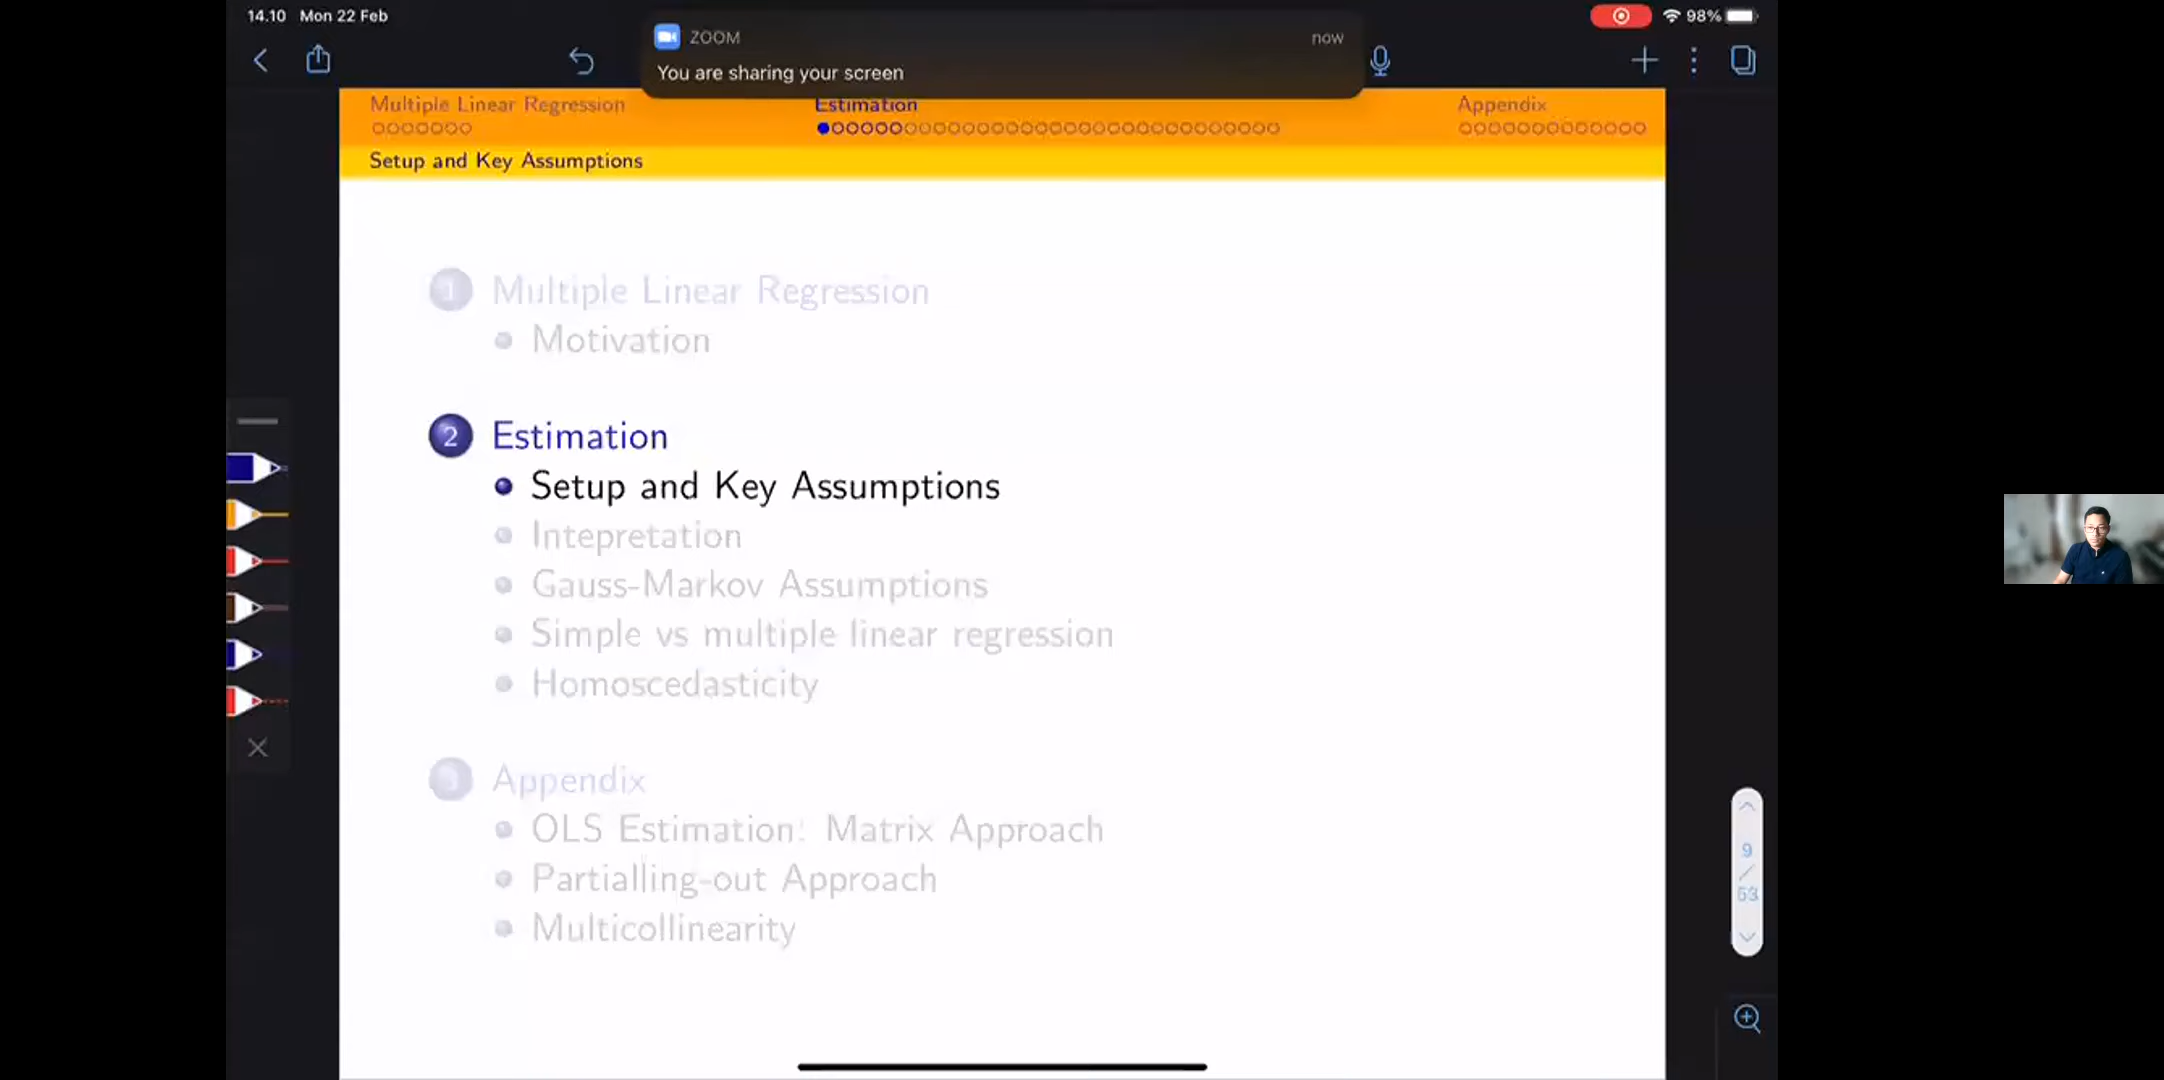 14.10 Mon 22 Feb
98%
ZOOM
now
You are sharing your screen
Multiple Linear Regression
Estimation
Appendix
Setup and Key Assumptions
1 Multiple Linear Regression
Motivation
2 Estimation
Setup and Key Assumptions
Intepretation
Gauss-Markov Assumptions
Simple vs multiple linear regression
Homoscedasticity
3 Appendix
OLS Estimation: Matrix Approach
Partialling-out Approach
Multicollinearity
9
/
53